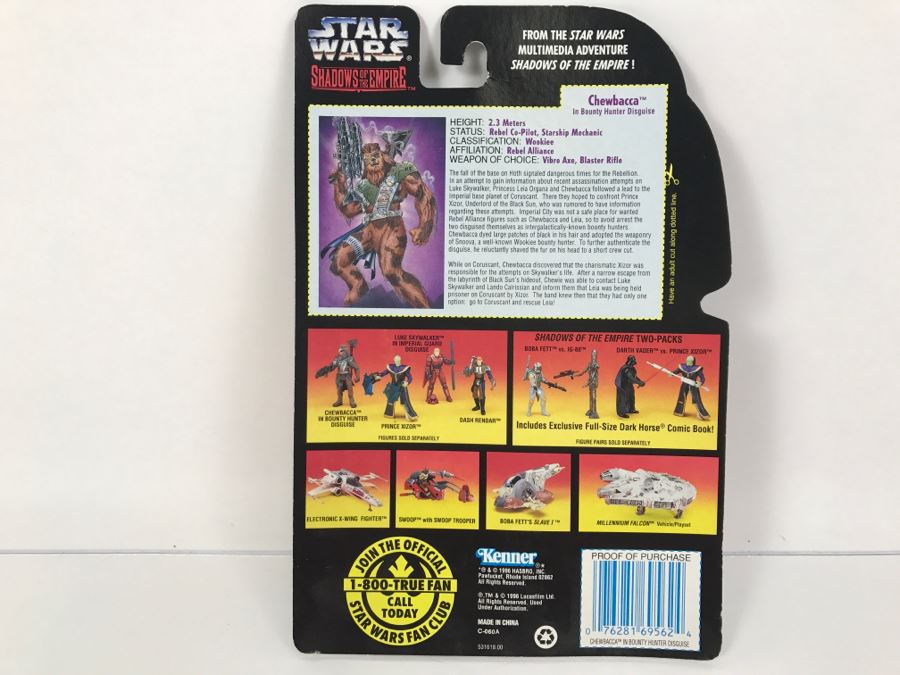 STAR
WARS®
SHADOWS OF THE EMPIRE™
FROM THE STAR WARS
MULTIMEDIA ADVENTURE
SHADOWS OF THE EMPIRE !
Chewbacca™
In Bounty Hunter Disguise
HEIGHT: 2.3 Meters
STATUS: Rebel Co-Pilot, Starship Mechanic
CLASSIFICATION: Wookiee
AFFILIATION: Rebel Alliance
WEAPON OF CHOICE: Vibro Axe, Blaster Rifle
The fall of the base on Hoth signaled dangerous times for the Rebellion.
In an attempt to gain information about recent assassination attempts on
Luke Skywalker, Princess Leia Organa and Chewbacca followed a lead to the
Imperial base planet of Coruscant. There they hoped to confront Prince
Xizor, Underlord of the Black Sun, who was rumored to have information
regarding these attempts. Imperial City was not a safe place for wanted
Rebel Alliance figures such as Chewbacca and Leia, so to avoid arrest the
two disguised themselves as intergalactically-known bounty hunters.
Chewbacca dyed large patches of black in his hair and adopted the weaponry
of Snoova, a well-known Wookiee bounty hunter. To further authenticate the
disguise, he reluctantly shaved the fur on his head to a short crew cut.
While on Coruscant, Chewbacca discovered that the charismatic Xizor was
responsible for the attempts on Skywalker's life. After a narrow escape from
the labyrinth of Black Sun's hideout, Chewie was able to contact Luke
Skywalker and Lando Calrissian and inform them that Leia was being held
prisoner on Coruscant by Xizor. The band knew then that they had only one
option: go to Coruscant and rescue Leia!
Have an adult cut along dotted line.
LUKE SKYWALKER™
IN IMPERIAL GUARD
DISGUISE
CHEWBACCA™
IN BOUNTY HUNTER
DISGUISE
PRINCE XIZOR™
DASH RENDAR™
FIGURES SOLD SEPARATELY
SHADOWS OF THE EMPIRE TWO-PACKS
BOBA FETT™ vs. IG-88™
DARTH VADER™ vs. PRINCE XIZOR™
Includes Exclusive Full-Size Dark Horse® Comic Book!
FIGURE PAIRS SOLD SEPARATELY
ELECTRONIC X-WING FIGHTER™
SWOOP™ with SWOOP TROOPER
BOBA FETT'S SLAVE I™
MILLENNIUM FALCON™ Vehicle/Playset
JOIN THE OFFICIAL
1-800-TRUE FAN
CALL
TODAY
STAR WARS FAN CLUB
Kenner®*
*® & © 1996 HASBRO, INC.
Pawtucket, Rhode Island 02862
All Rights Reserved.
®,™ & © 1996 Lucasfilm Ltd.
All Rights Reserved. Used
Under Authorization.
MADE IN CHINA
C-060A
531618.00
PROOF OF PURCHASE
0 76281 69562 4
CHEWBACCA™ IN BOUNTY HUNTER DISGUISE